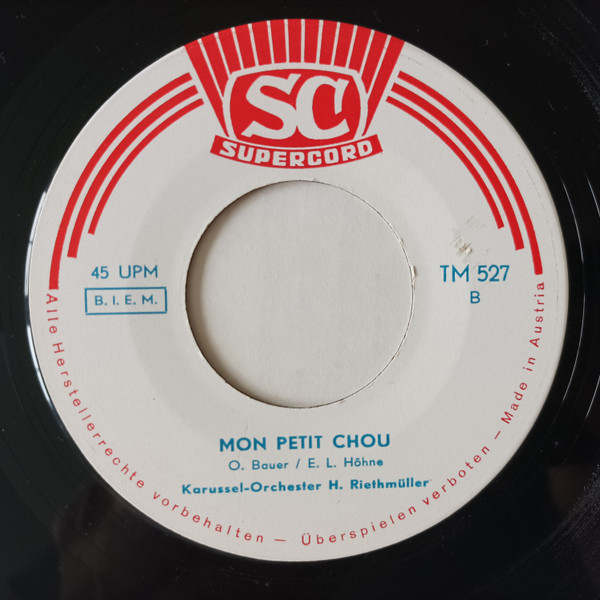 SC
SUPERCORD
45 UPM
B. I. E. M.
TM 527
B
MON PETIT CHOU
O. Bauer / E. L. Höhne
Karussel-Orchester H. Riethmüller
Alle Herstellerrechte vorbehalten — Überspielen verboten — Made in Austria